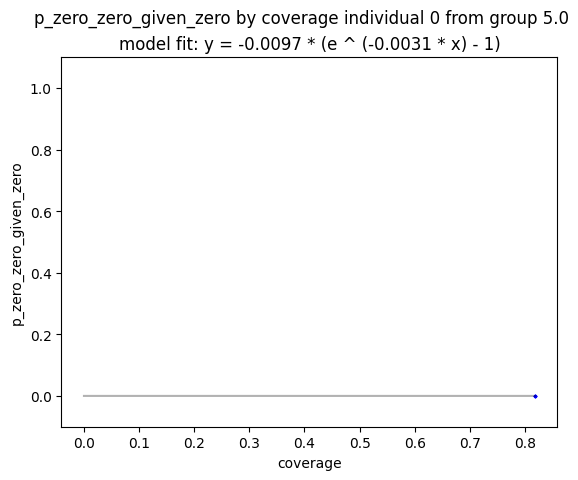 p_zero_zero_given_zero by coverage individual 0 from group 5.0
model fit: y = -0.0097 * (e ^ (-0.0031 * x) - 1)
1.0
0.8
0.6
0.4
0.2
0.0
p_zero_zero_given_zero
0.0 0.1 0.2 0.3 0.4 0.5 0.6 0.7 0.8
coverage